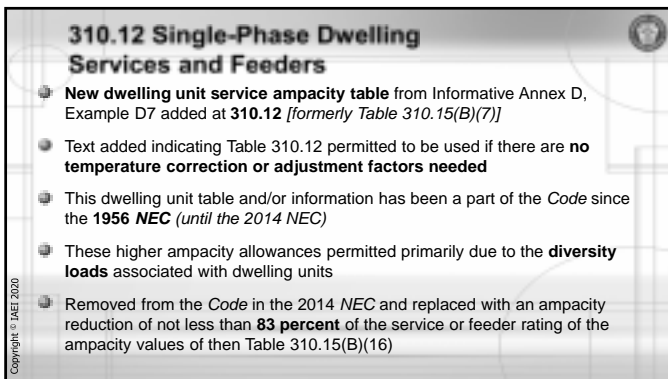 310.12 Single-Phase Dwelling
Services and Feeders
New dwelling unit service ampacity table from Informative Annex D,
Example D7 added at 310.12 [formerly Table 310.15(B)(7)]
Text added indicating Table 310.12 permitted to be used if there are no
temperature correction or adjustment factors needed
This dwelling unit table and/or information has been a part of the Code since
the 1956 NEC (until the 2014 NEC)
These higher ampacity allowances permitted primarily due to the diversity
loads associated with dwelling units
Removed from the Code in the 2014 NEC and replaced with an ampacity
reduction of not less than 83 percent of the service or feeder rating of the
ampacity values of then Table 310.15(B)(16)
Copyright © IAEI 2020